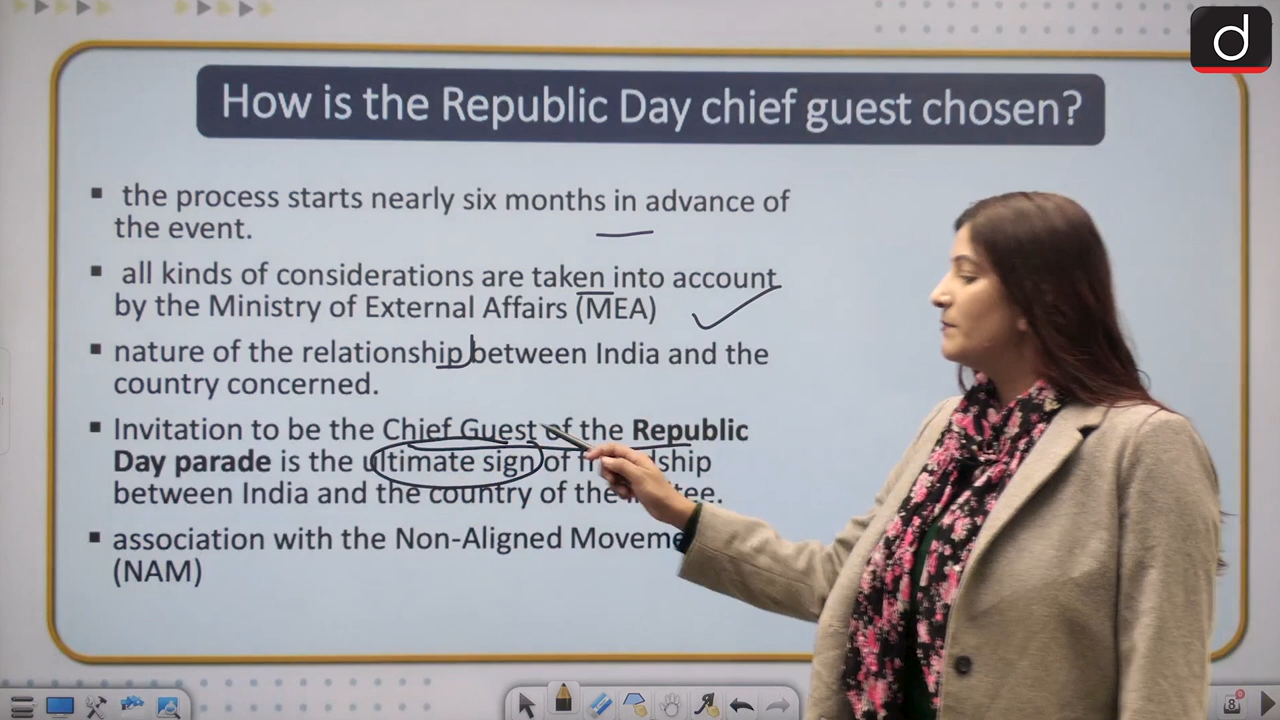 d
How is the Republic Day chief guest chosen?
the process starts nearly six months in advance of
the event.
all kinds of considerations are taken into account
by the Ministry of External Affairs (MEA)
nature of the relationship between India and the
country concerned.
Invitation to be the Chief Guest of the Republic
Day parade is the ultimate sign of friendship
between India and the country of the
association with the Non-Aligned
(NAM)
8